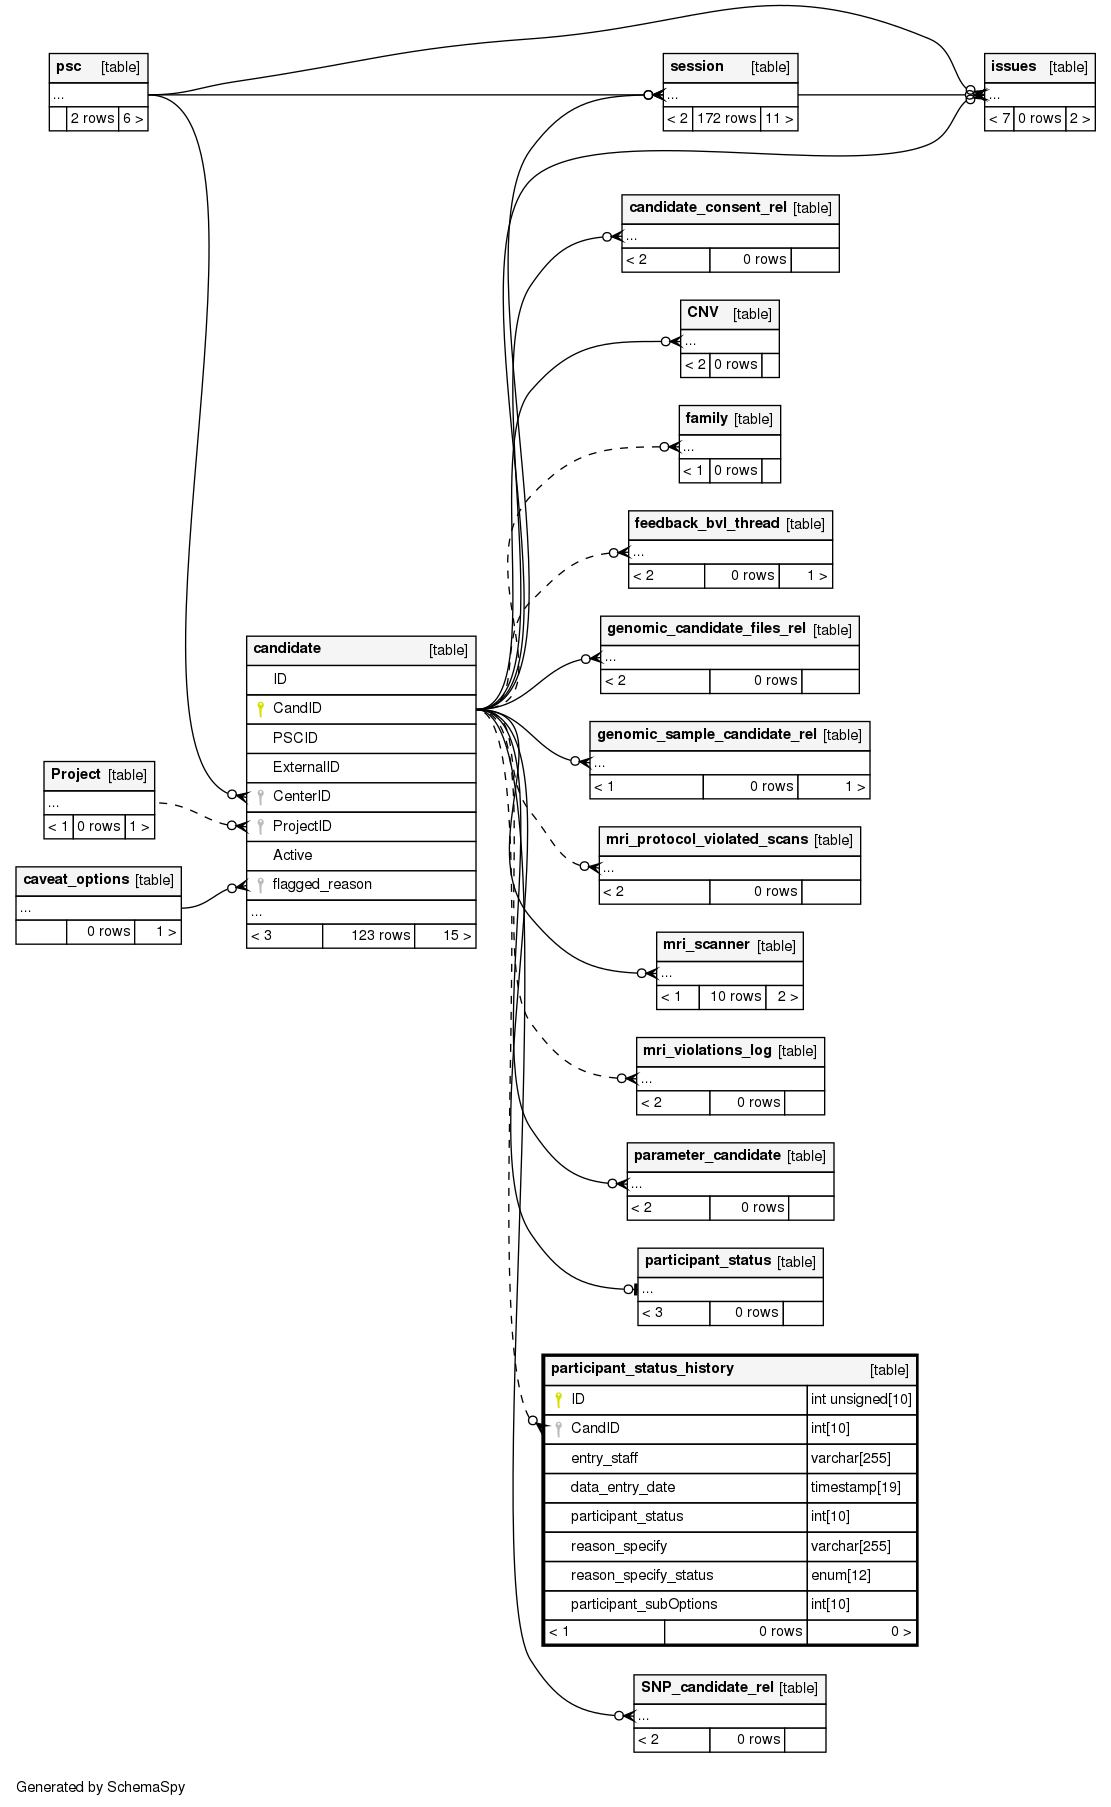 psc [table]
...
2 rows 6 >
session [table]
...
< 2 172 rows 11 >
issues [table]
...
< 7 0 rows 2 >
candidate_consent_rel [table]
...
< 2 0 rows
CNV [table]
...
< 2 0 rows
family [table]
...
< 1 0 rows
feedback_bvl_thread [table]
...
< 2 0 rows 1 >
genomic_candidate_files_rel [table]
...
< 2 0 rows
candidate [table]
ID
CandID
PSCID
ExternalID
CenterID
ProjectID
Active
flagged_reason
...
< 3 123 rows 15 >
genomic_sample_candidate_rel [table]
...
< 1 0 rows 1 >
Project [table]
...
< 1 0 rows 1 >
caveat_options [table]
...
0 rows 1 >
mri_protocol_violated_scans [table]
...
< 2 0 rows
mri_scanner [table]
...
< 1 10 rows 2 >
mri_violations_log [table]
...
< 2 0 rows
parameter_candidate [table]
...
< 2 0 rows
participant_status [table]
...
< 3 0 rows
participant_status_history [table]
ID int unsigned[10]
CandID int[10]
entry_staff varchar[255]
data_entry_date timestamp[19]
participant_status int[10]
reason_specify varchar[255]
reason_specify_status enum[12]
participant_subOptions int[10]
< 1 0 rows 0 >
SNP_candidate_rel [table]
...
< 2 0 rows
Generated by SchemaSpy